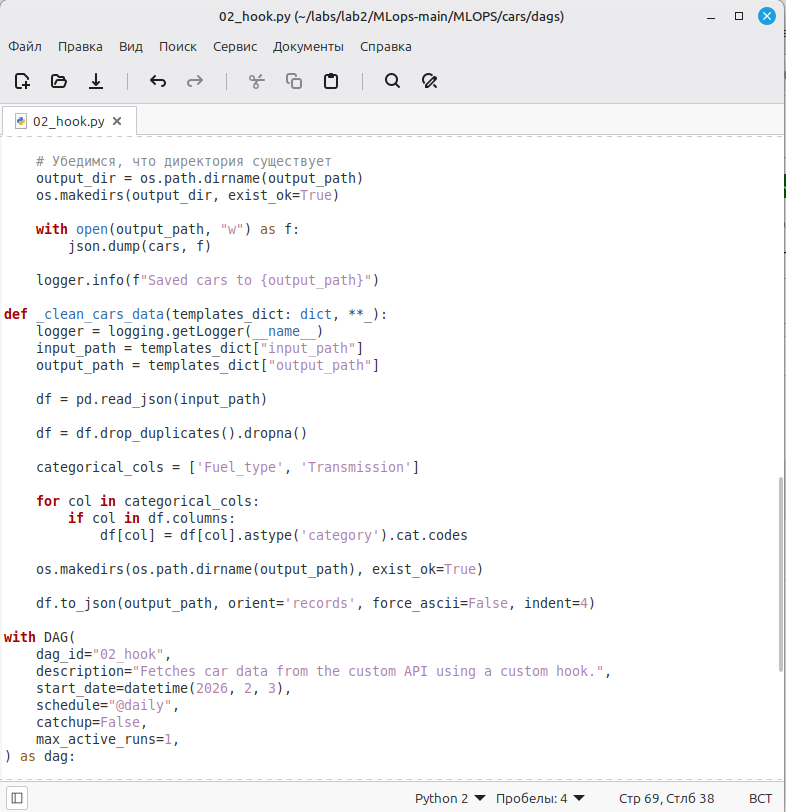 02_hook.py (~/labs/lab2/MLops-main/MLOPS/cars/dags)
Файл Правка Вид Поиск Сервис Документы Справка
02_hook.py
    # Убедимся, что директория существует
    output_dir = os.path.dirname(output_path)
    os.makedirs(output_dir, exist_ok=True)

    with open(output_path, "w") as f:
        json.dump(cars, f)

    logger.info(f"Saved cars to {output_path}")

def _clean_cars_data(templates_dict: dict, **_):
    logger = logging.getLogger(__name__)
    input_path = templates_dict["input_path"]
    output_path = templates_dict["output_path"]

    df = pd.read_json(input_path)

    df = df.drop_duplicates().dropna()

    categorical_cols = ['Fuel_type', 'Transmission']

    for col in categorical_cols:
        if col in df.columns:
            df[col] = df[col].astype('category').cat.codes

    os.makedirs(os.path.dirname(output_path), exist_ok=True)

    df.to_json(output_path, orient='records', force_ascii=False, indent=4)

with DAG(
    dag_id="02_hook",
    description="Fetches car data from the custom API using a custom hook.",
    start_date=datetime(2026, 2, 3),
    schedule="@daily",
    catchup=False,
    max_active_runs=1,
) as dag:
Python 2 Пробелы: 4 Стр 69, Стлб 38 ВСТ